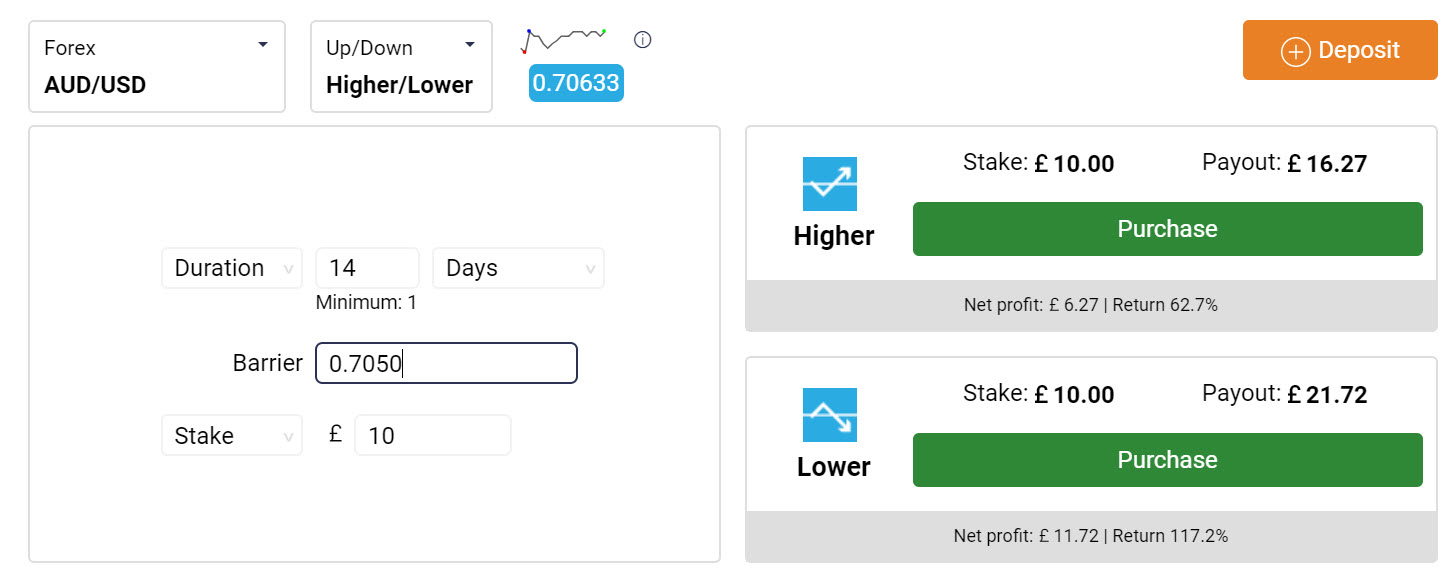 Forex
AUD/USD
Up/Down
Higher/Lower
0.70633
Deposit
Duration 14 Days
Minimum: 1
Barrier 0.7050
Stake £ 10
Higher
Stake: £ 10.00 Payout: £ 16.27
Purchase
Net profit: £ 6.27 | Return 62.7%
Lower
Stake: £ 10.00 Payout: £ 21.72
Purchase
Net profit: £ 11.72 | Return 117.2%